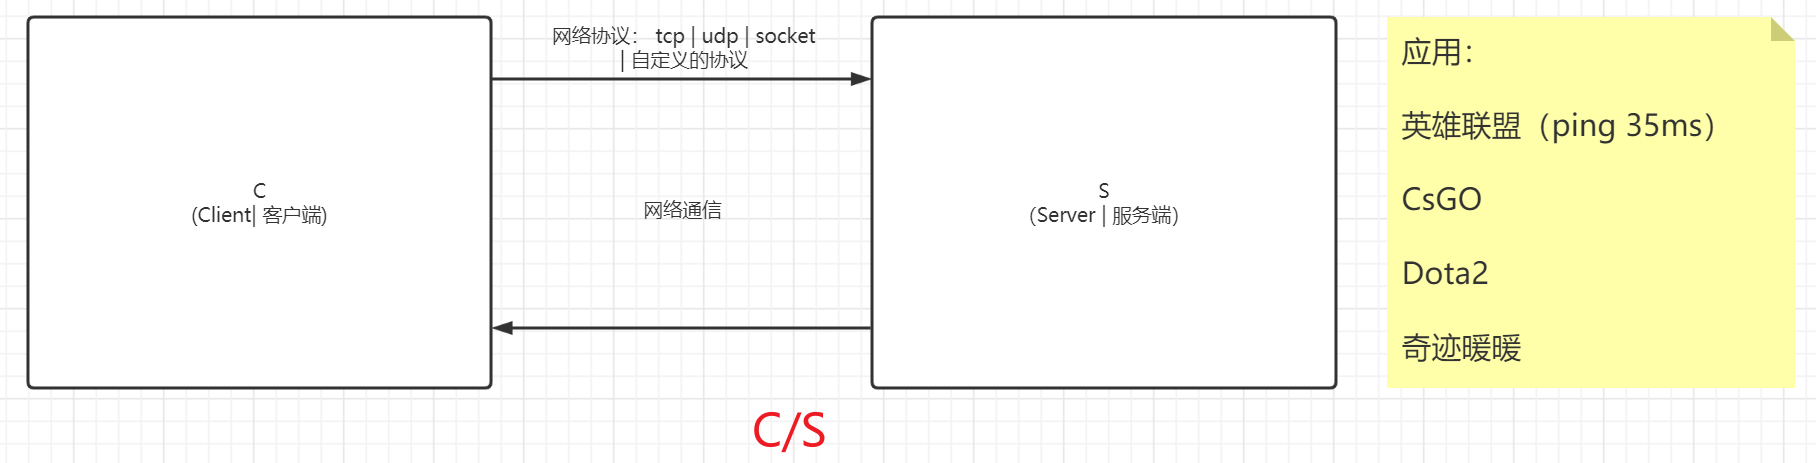 网络协议： tcp | udp | socket
| 自定义的协议
C
(Client| 客户端)
网络通信
S
（Server | 服务端）
C/S
应用：
英雄联盟（ping 35ms）
CsGO
Dota2
奇迹暖暖